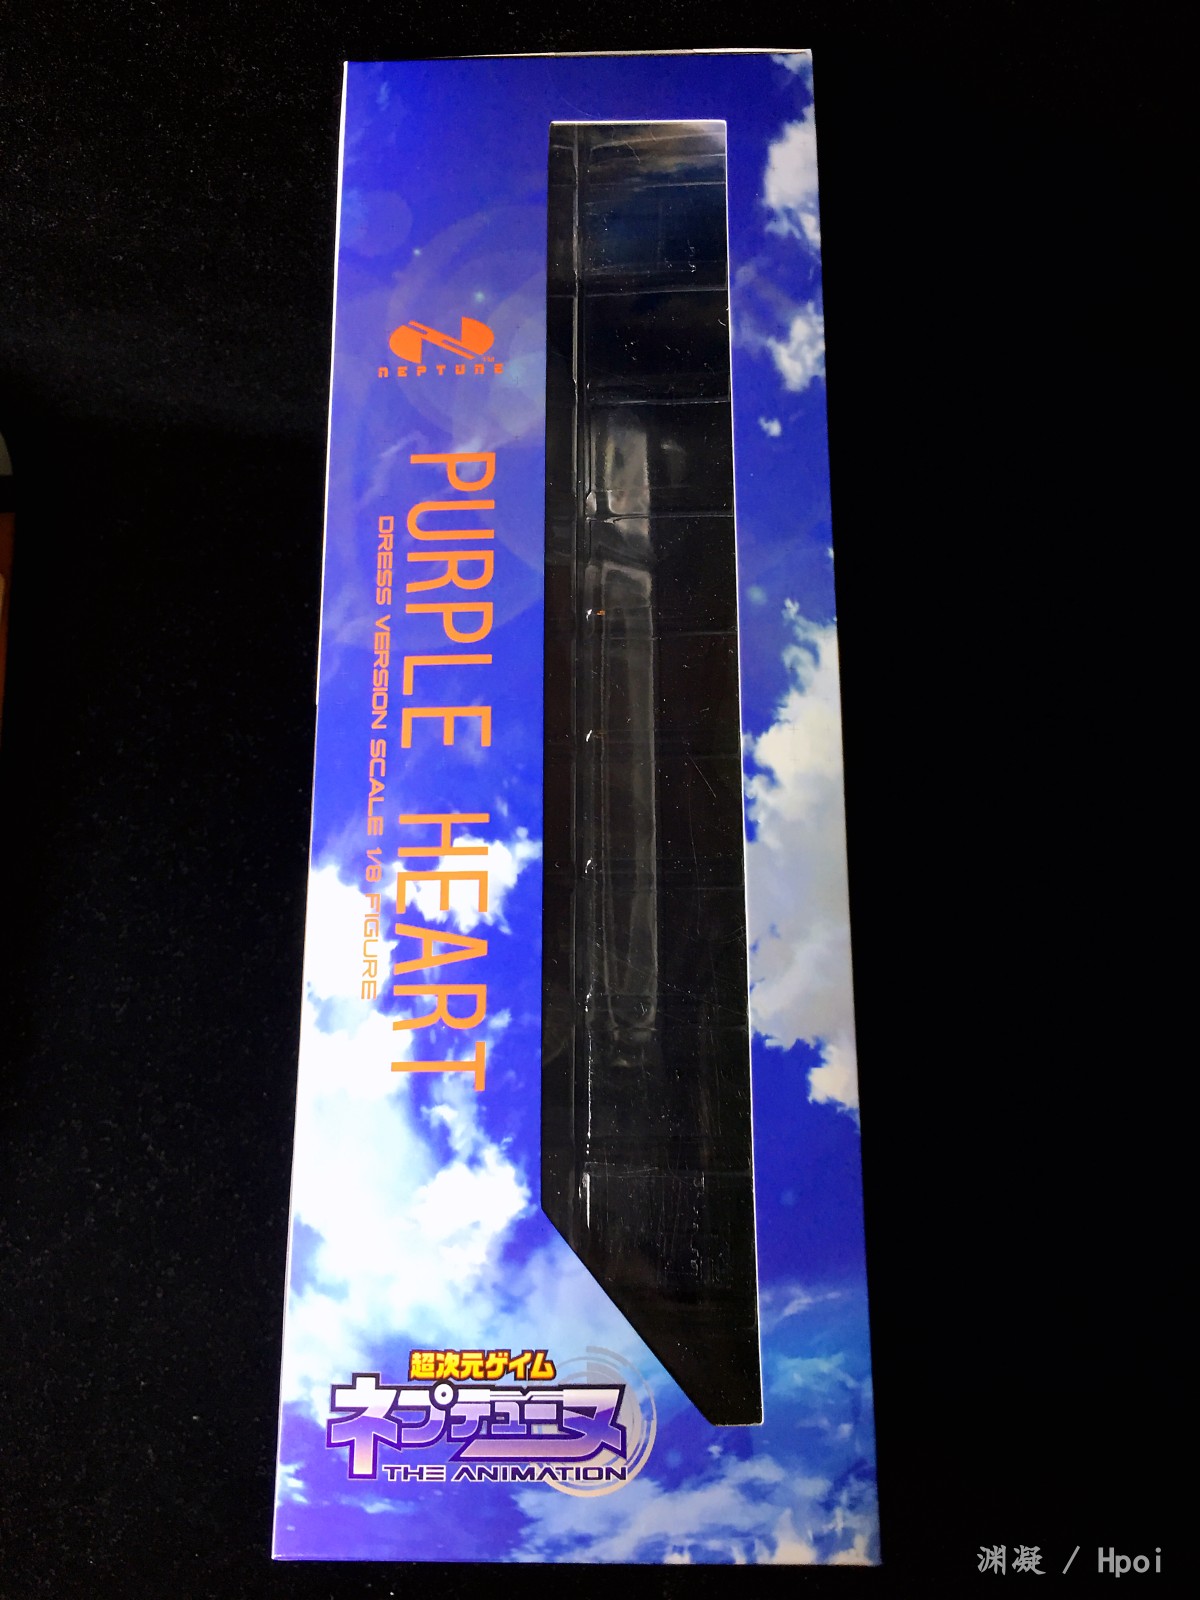 NEPTUNE
TM
PURPLE HEART
DRESS VERSION SCALE 1/8 FIGURE
超次元ゲイム
ネプテューヌ
THE ANIMATION
渊凝 / Hpoi